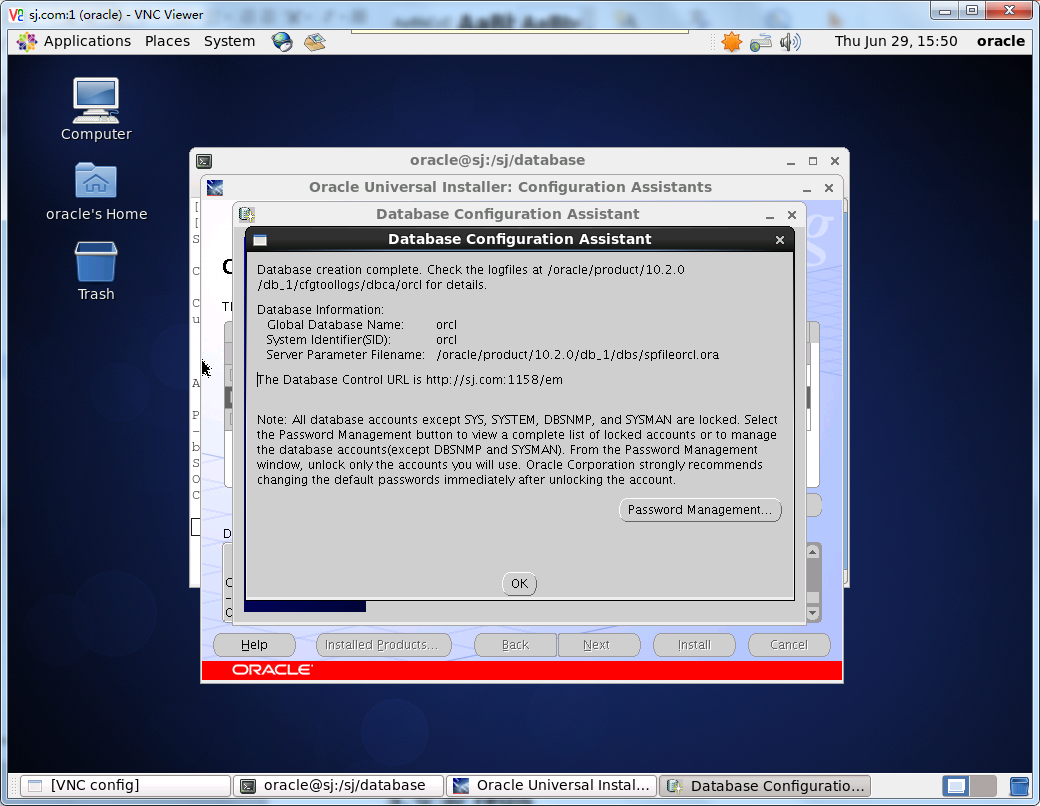 sj.com:1 (oracle) - VNC Viewer
Applications Places System
Thu Jun 29, 15:50 oracle
Computer
oracle's Home
Trash
oracle@sj:/sj/database
Oracle Universal Installer: Configuration Assistants
Database Configuration Assistant
Database Configuration Assistant
Database creation complete. Check the logfiles at /oracle/product/10.2.0
/db_1/cfgtoollogs/dbca/orcl for details.
Database Information:
Global Database Name: orcl
System Identifier(SID): orcl
Server Parameter Filename: /oracle/product/10.2.0/db_1/dbs/spfileorcl.ora
The Database Control URL is http://sj.com:1158/em
Note: All database accounts except SYS, SYSTEM, DBSNMP, and SYSMAN are locked. Select
the Password Management button to view a complete list of locked accounts or to manage
the database accounts(except DBSNMP and SYSMAN). From the Password Management
window, unlock only the accounts you will use. Oracle Corporation strongly recommends
changing the default passwords immediately after unlocking the account.
Password Management...
OK
Help Installed Products... Back Next Install Cancel
ORACLE
[VNC config] oracle@sj:/sj/database Oracle Universal Instal... Database Configuratio...